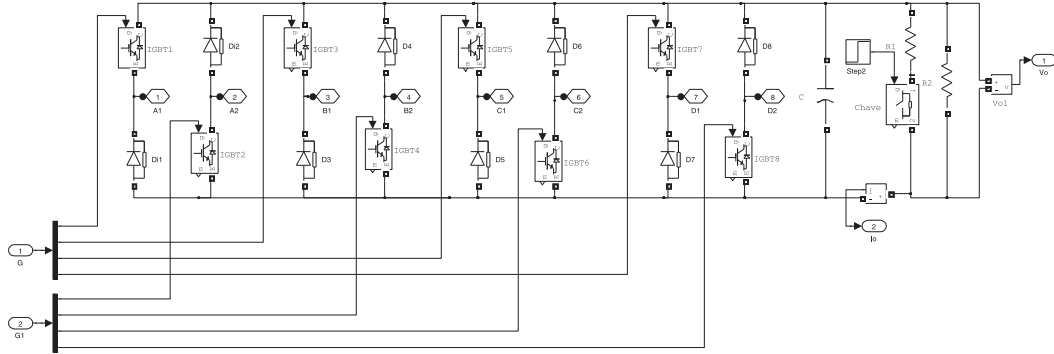 g C
IGBT1
m E
Di2
g C
IGBT3
m E
D4
g C
IGBT5
m E
D6
g C
IGBT7
m E
D8
Step2
R1
R2
C
g 1
Chave
m 2
+
-
v
Vo1
1
Vo
1
A1
2
A2
3
B1
4
B2
5
C1
6
C2
7
D1
8
D2
Di1
g C
IGBT2
m E
D3
g C
IGBT4
m E
D5
g C
IGBT6
m E
D7
g C
IGBT8
m E
i +
-
2
Io
1
G
2
G1